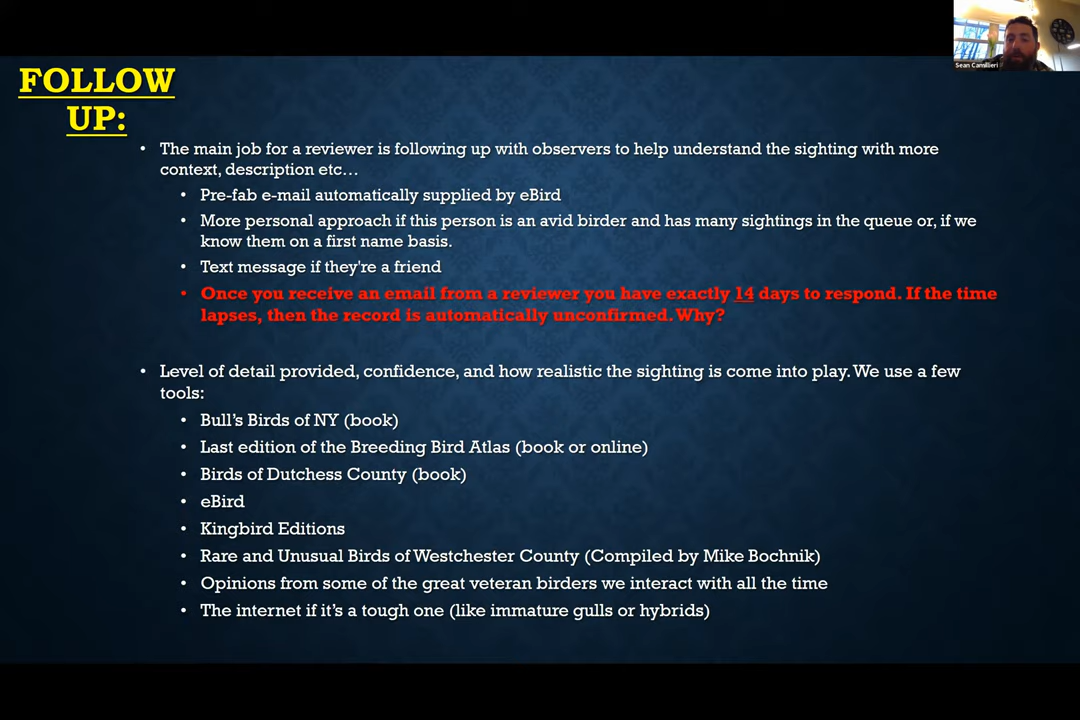 Sean Camilleri
FOLLOW
UP:
• The main job for a reviewer is following up with observers to help understand the sighting with more
context, description etc…
• Pre-fab e-mail automatically supplied by eBird
• More personal approach if this person is an avid birder and has many sightings in the queue or, if we
know them on a first name basis.
• Text message if they're a friend
• Once you receive an email from a reviewer you have exactly 14 days to respond. If the time
lapses, then the record is automatically unconfirmed. Why?
• Level of detail provided, confidence, and how realistic the sighting is come into play. We use a few
tools:
• Bull's Birds of NY (book)
• Last edition of the Breeding Bird Atlas (book or online)
• Birds of Dutchess County (book)
• eBird
• Kingbird Editions
• Rare and Unusual Birds of Westchester County (Compiled by Mike Bochnik)
• Opinions from some of the great veteran birders we interact with all the time
• The internet if it's a tough one (like immature gulls or hybrids)